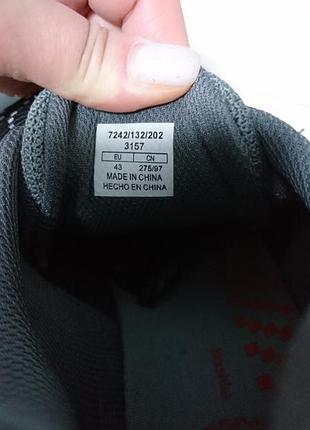 7242/132/202
3157
EU CN
43 275/97
MADE IN CHINA
HECHO EN CHINA